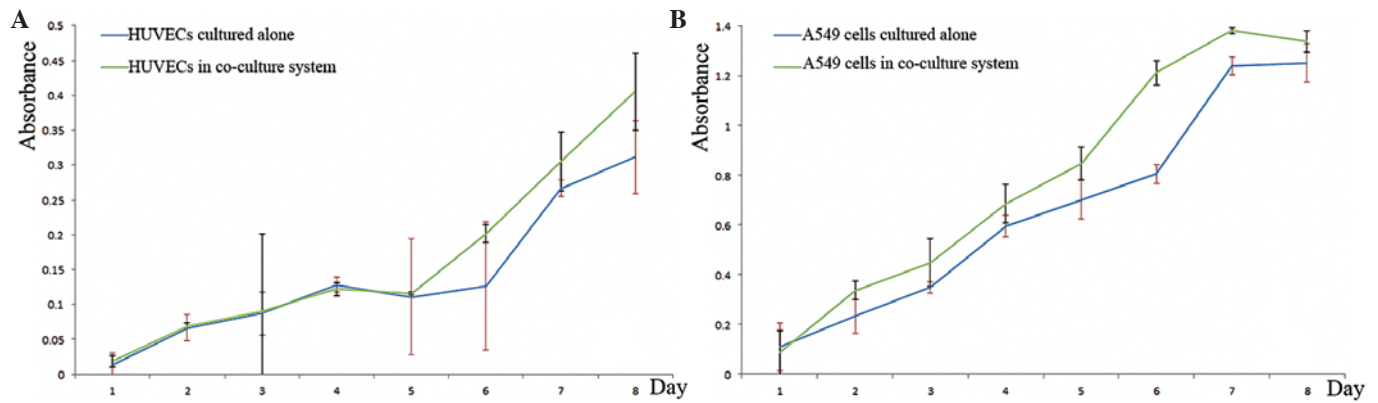 A
Absorbance
0.5
0.45
0.4
0.35
0.3
0.25
0.2
0.15
0.1
0.05
0
HUVECs cultured alone
HUVECs in co-culture system
1 2 3 4 5 6 7 8 Day
B
Absorbance
1.4
1.2
1
0.8
0.6
0.4
0.2
0
A549 cells cultured alone
A549 cells in co-culture system
1 2 3 4 5 6 7 8 Day